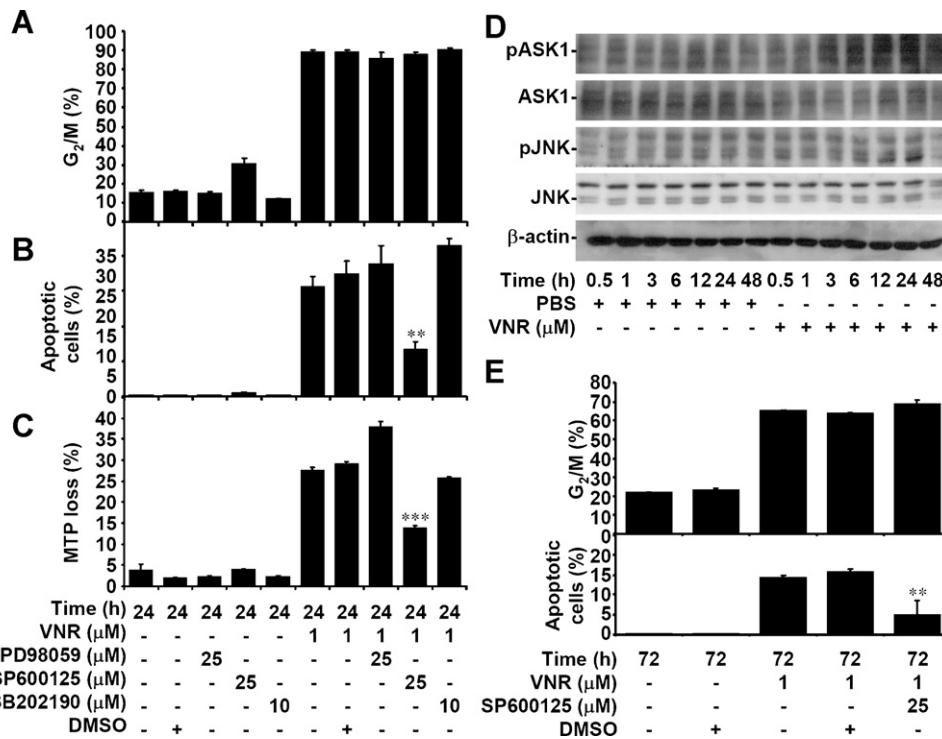 A
G2/M (%)
100
90
80
70
60
50
40
30
20
10
0
B
Apoptotic
cells (%)
35
25
20
10
5
0
C
MTP loss (%)
40
35
30
25
20
15
10
5
0
**
***
Time (h) 24 24 24 24 24 24 24 24 24 24
VNR (μM) - - - - - 1 1 1 1 1
PD98059 (μM) - - 25 - - - - 25 - -
SP600125 (μM) - - - 25 - - - - 25 -
SB202190 (μM) - - - - 10 - - - - 10
DMSO - + - - - - + - - -
D
pASK1
ASK1
pJNK
JNK
β-actin
Time (h) 0.5 1 3 6 12 24 48 0.5 1 3 6 12 24 48
PBS + + + + + + + - - - - - - -
VNR (μM) - - - - - - - + + + + + + +
E
G2/M (%)
80
70
60
50
40
30
20
10
0
Apoptotic
cells (%)
20
15
10
5
0
**
Time (h) 72 72 72 72 72
VNR (μM) - - 1 1 1
SP600125 (μM) - - - - 25
DMSO - + - + -